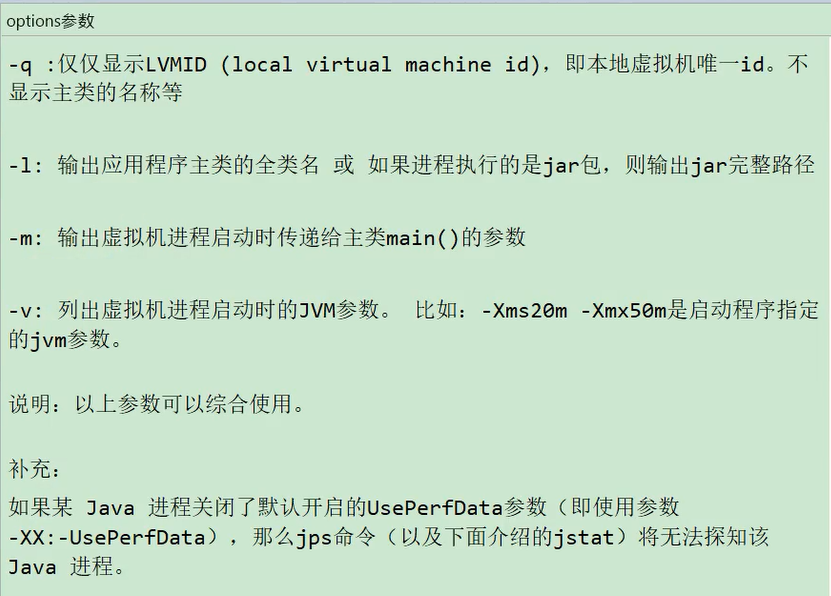 options参数
-q :仅仅显示LVMID (local virtual machine id)，即本地虚拟机唯一id。不
显示主类的名称等
-l: 输出应用程序主类的全类名 或 如果进程执行的是jar包，则输出jar完整路径
-m: 输出虚拟机进程启动时传递给主类main()的参数
-v: 列出虚拟机进程启动时的JVM参数。 比如：-Xms20m -Xmx50m是启动程序指定
的jvm参数。
说明：以上参数可以综合使用。
补充：
如果某 Java 进程关闭了默认开启的UsePerfData参数（即使用参数
-XX:-UsePerfData），那么jps命令（以及下面介绍的jstat）将无法探知该
Java 进程。